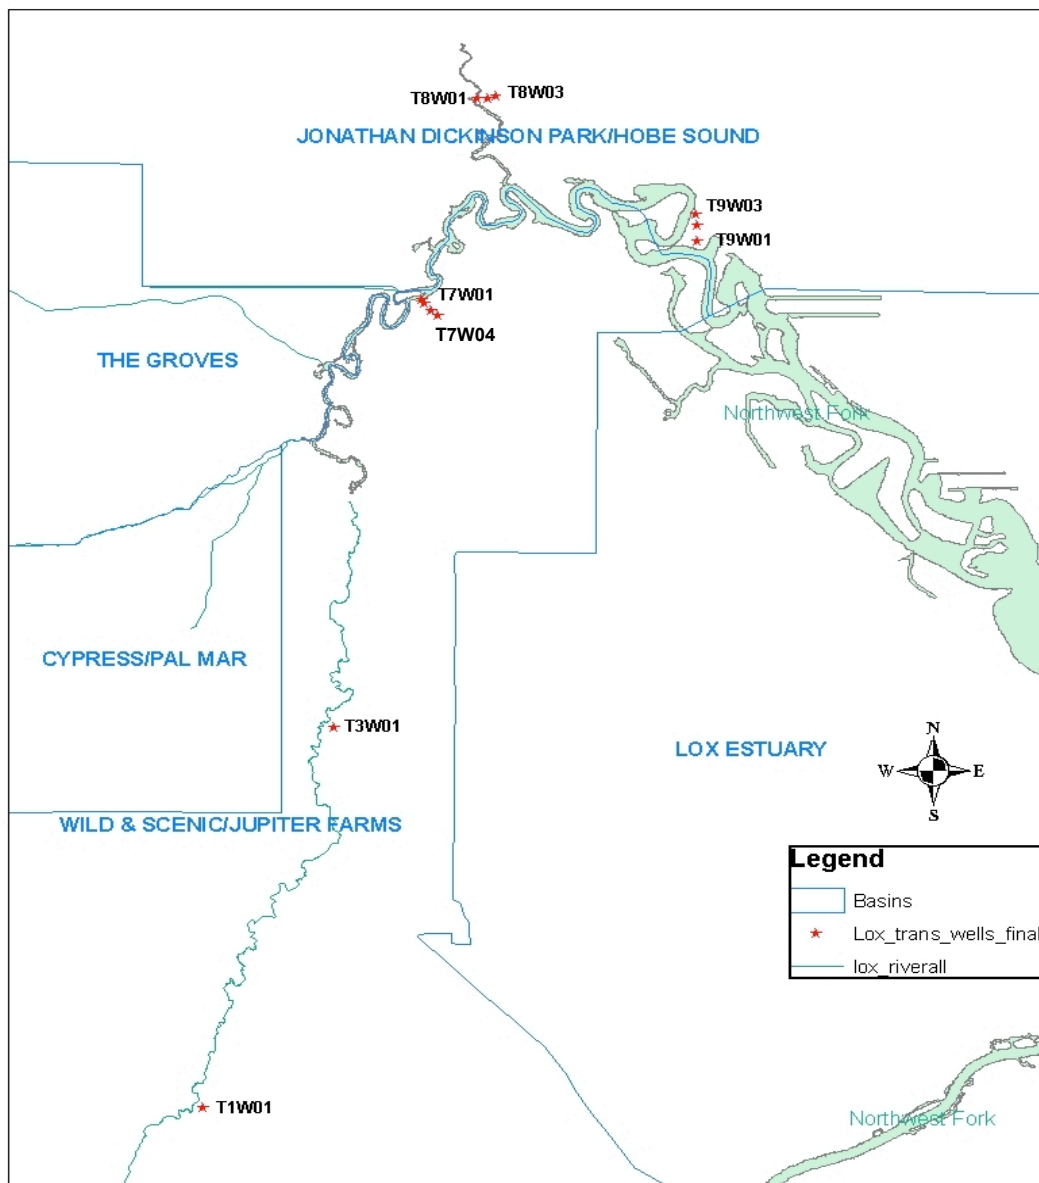 T8W01
T8W03
JONATHAN DICKINSON PARK/HOBE SOUND
T9W03
T9W01
T7W01
T7W04
THE GROVES
Northwest Fork
CYPRESS/PAL MAR
T3W01
LOX ESTUARY
N
W
E
S
WILD & SCENIC/JUPITER FARMS
Legend
Basins
Lox_trans_wells_final
lox_riverall
T1W01
Northwest Fork